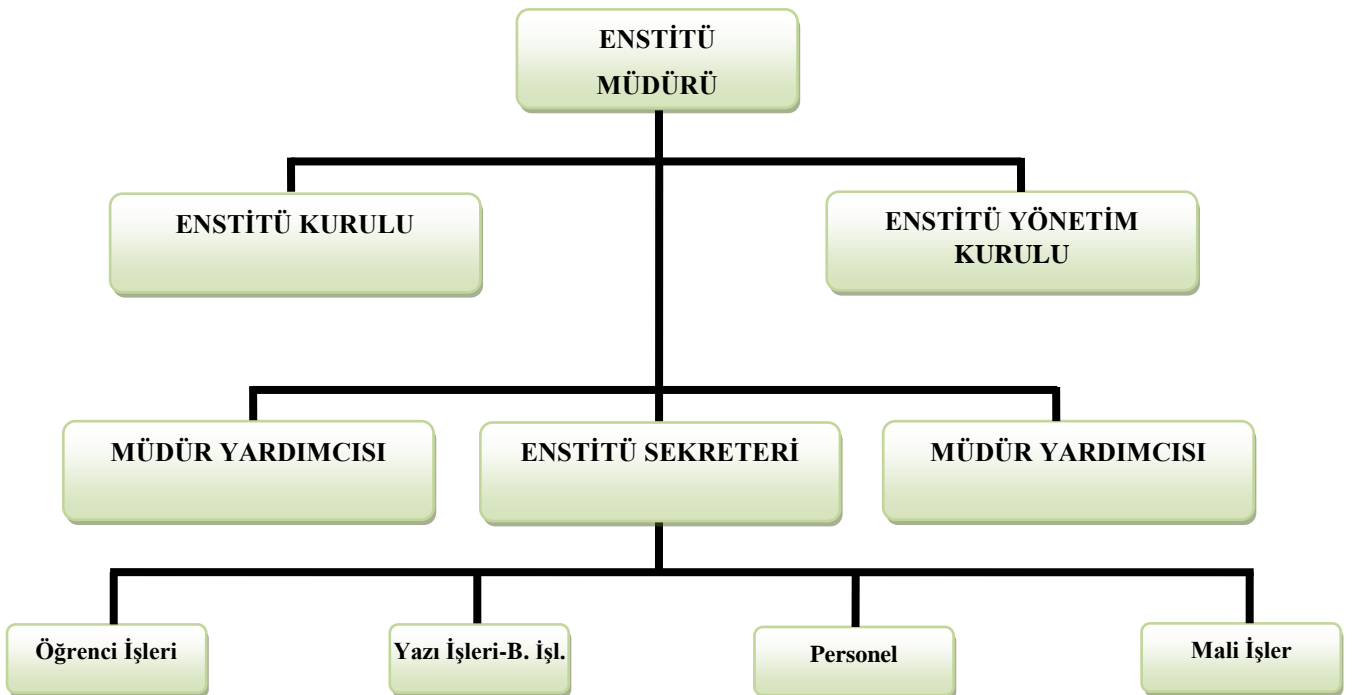 ENSTİTÜ
MÜDÜRÜ
ENSTİTÜ KURULU
ENSTİTÜ YÖNETİM
KURULU
MÜDÜR YARDIMCISI
ENSTİTÜ SEKRETERİ
MÜDÜR YARDIMCISI
Öğrenci İşleri
Yazı İşleri-B. İşl.
Personel
Mali İşler